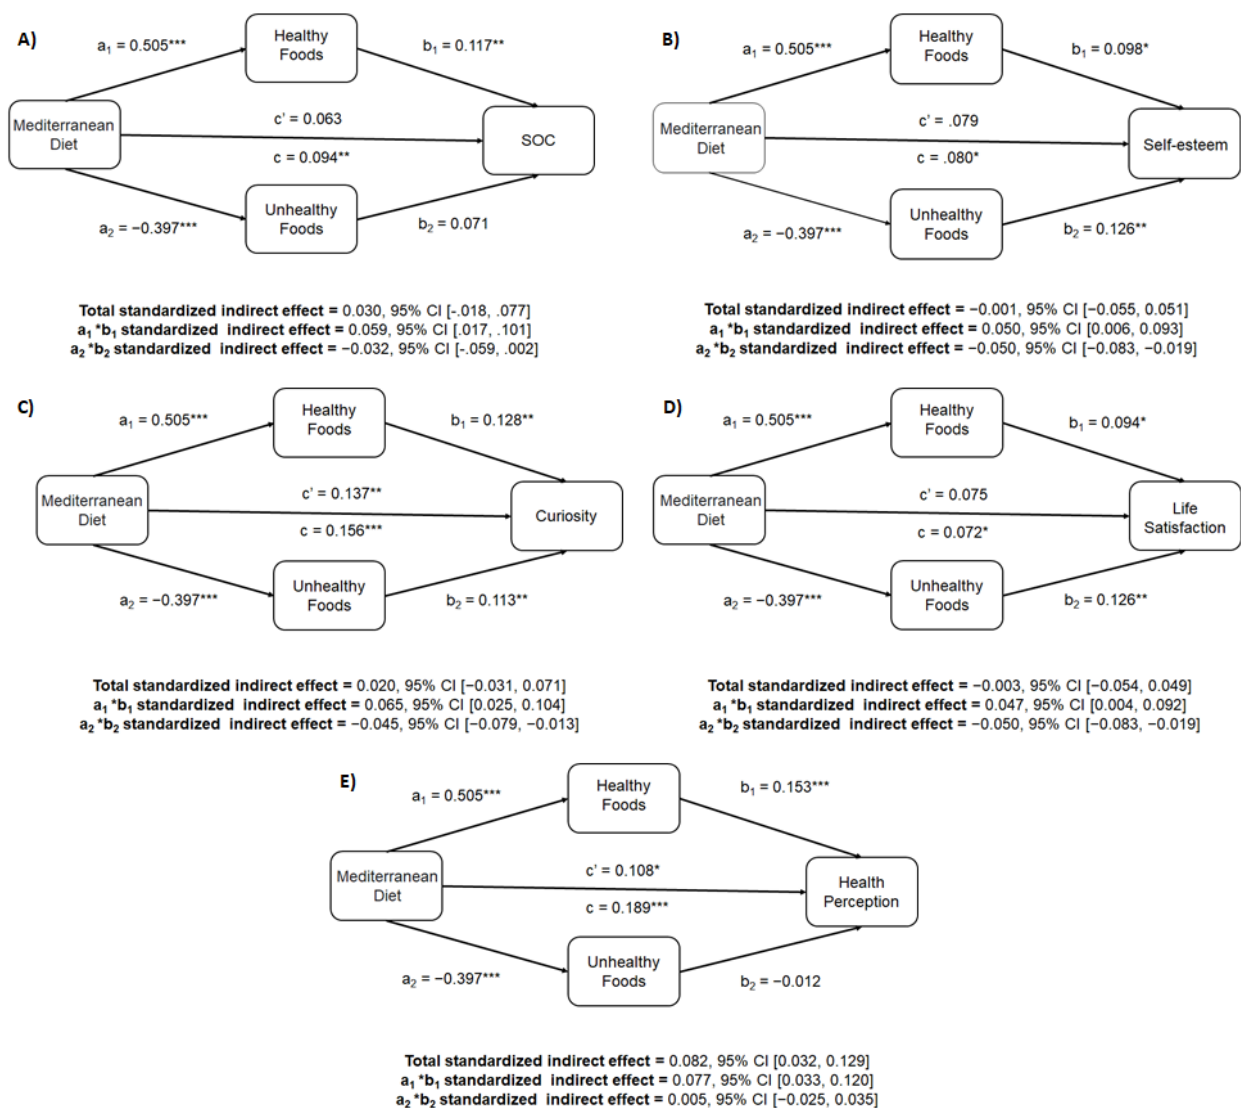 A)
a1 = 0.505***
Healthy
Foods
b1 = 0.117**
Mediterranean
Diet
c' = 0.063
c = 0.094**
SOC
a2 = −0.397***
Unhealthy
Foods
b2 = 0.071
Total standardized indirect effect = 0.030, 95% CI [-.018, .077]
a1 *b1 standardized indirect effect = 0.059, 95% CI [.017, .101]
a2 *b2 standardized indirect effect = −0.032, 95% CI [-.059, .002]
B)
a1 = 0.505***
Healthy
Foods
b1 = 0.098*
Mediterranean
Diet
c' = .079
c = .080*
Self-esteem
a2 = −0.397***
Unhealthy
Foods
b2 = 0.126**
Total standardized indirect effect = −0.001, 95% CI [−0.055, 0.051]
a1 *b1 standardized indirect effect = 0.050, 95% CI [0.006, 0.093]
a2 *b2 standardized indirect effect = −0.050, 95% CI [−0.083, −0.019]
C)
a1 = 0.505***
Healthy
Foods
b1 = 0.128**
Mediterranean
Diet
c' = 0.137**
c = 0.156***
Curiosity
a2 = −0.397***
Unhealthy
Foods
b2 = 0.113**
Total standardized indirect effect = 0.020, 95% CI [−0.031, 0.071]
a1 *b1 standardized indirect effect = 0.065, 95% CI [0.025, 0.104]
a2 *b2 standardized indirect effect = −0.045, 95% CI [−0.079, −0.013]
D)
a1 = 0.505***
Healthy
Foods
b1 = 0.094*
Mediterranean
Diet
c' = 0.075
c = 0.072*
Life
Satisfaction
a2 = −0.397***
Unhealthy
Foods
b2 = 0.126**
Total standardized indirect effect = −0.003, 95% CI [−0.054, 0.049]
a1 *b1 standardized indirect effect = 0.047, 95% CI [0.004, 0.092]
a2 *b2 standardized indirect effect = −0.050, 95% CI [−0.083, −0.019]
E)
a1 = 0.505***
Healthy
Foods
b1 = 0.153***
Mediterranean
Diet
c' = 0.108*
c = 0.189***
Health
Perception
a2 = −0.397***
Unhealthy
Foods
b2 = −0.012
Total standardized indirect effect = 0.082, 95% CI [0.032, 0.129]
a1 *b1 standardized indirect effect = 0.077, 95% CI [0.033, 0.120]
a2 *b2 standardized indirect effect = 0.005, 95% CI [−0.025, 0.035]